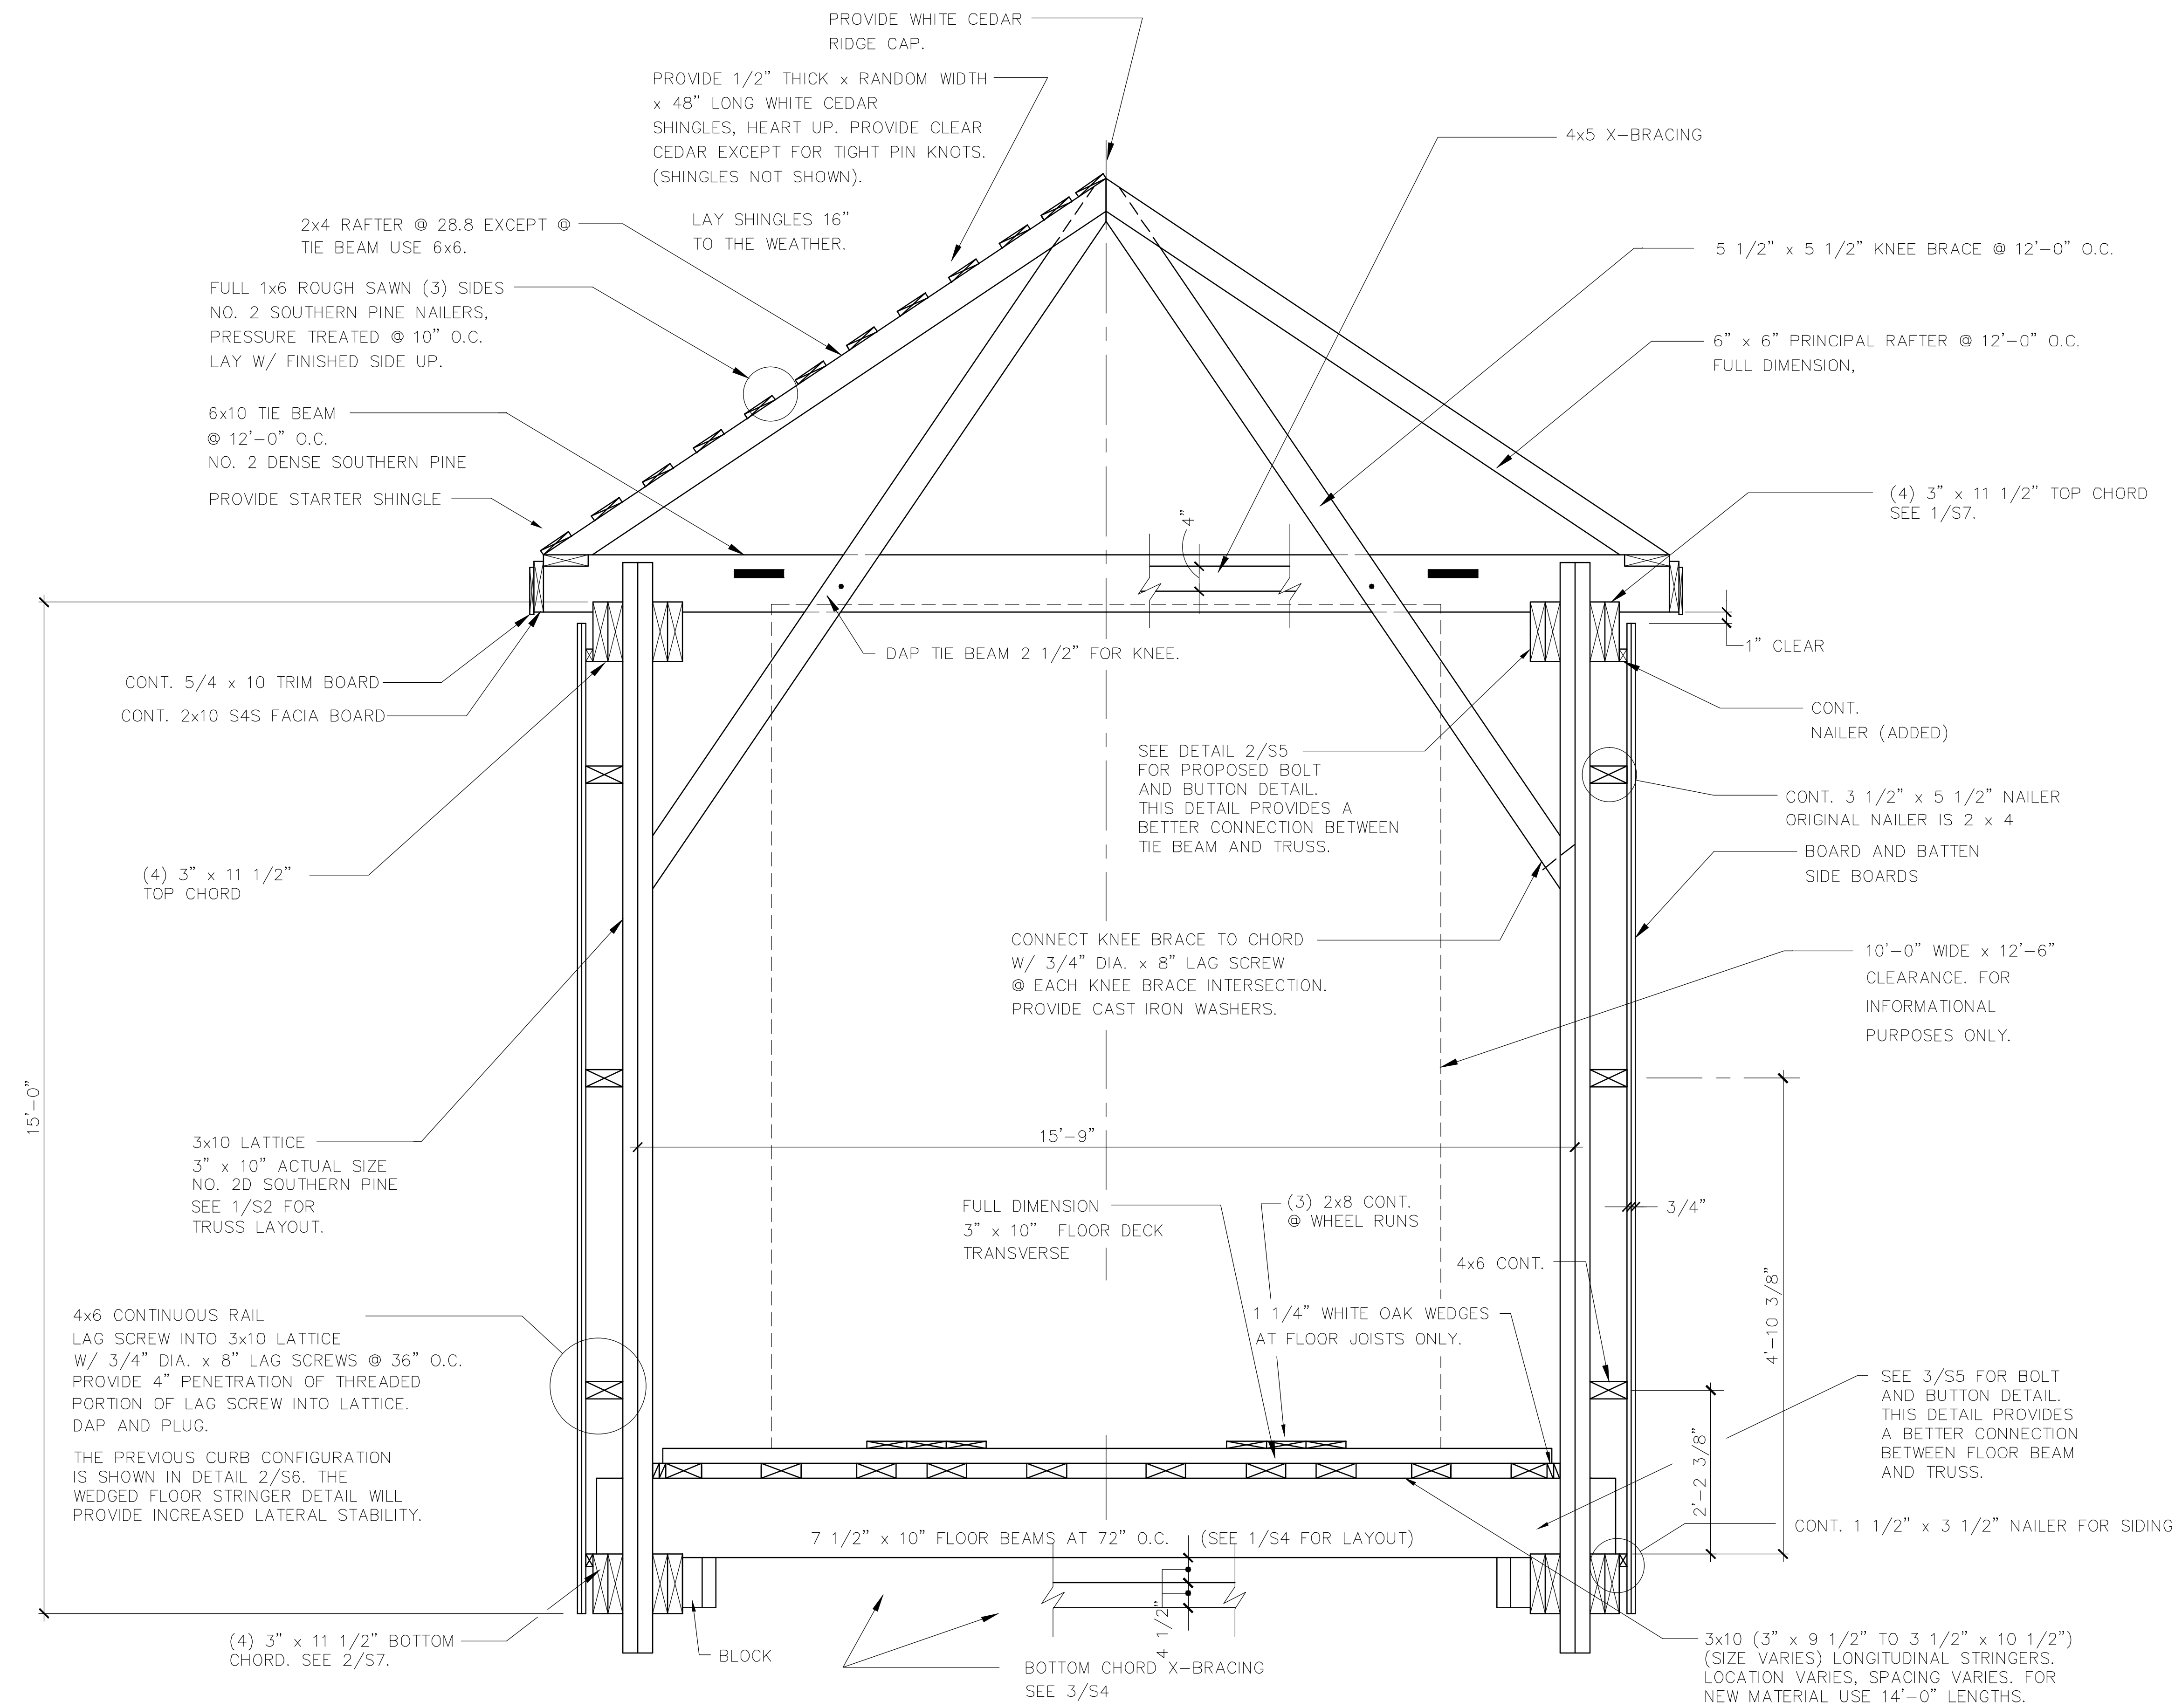 PROVIDE WHITE CEDAR
RIDGE CAP.
PROVIDE 1/2" THICK x RANDOM WIDTH
x 48" LONG WHITE CEDAR
SHINGLES, HEART UP. PROVIDE CLEAR
CEDAR EXCEPT FOR TIGHT PIN KNOTS.
(SHINGLES NOT SHOWN).
LAY SHINGLES 16"
TO THE WEATHER.
4x5 X-BRACING
2x4 RAFTER @ 28.8 EXCEPT @
TIE BEAM USE 6x6.
FULL 1x6 ROUGH SAWN (3) SIDES
NO. 2 SOUTHERN PINE NAILERS,
PRESSURE TREATED @ 10" O.C.
LAY W/ FINISHED SIDE UP.
6x10 TIE BEAM
@ 12'-0" O.C.
NO. 2 DENSE SOUTHERN PINE
PROVIDE STARTER SHINGLE
5 1/2" x 5 1/2" KNEE BRACE @ 12'-0" O.C.
6" x 6" PRINCIPAL RAFTER @ 12'-0" O.C.
FULL DIMENSION,
(4) 3" x 11 1/2" TOP CHORD
SEE 1/S7.
4"
1" CLEAR
DAP TIE BEAM 2 1/2" FOR KNEE.
CONT. 5/4 x 10 TRIM BOARD
CONT. 2x10 S4S FACIA BOARD
CONT.
NAILER (ADDED)
SEE DETAIL 2/S5
FOR PROPOSED BOLT
AND BUTTON DETAIL.
THIS DETAIL PROVIDES A
BETTER CONNECTION BETWEEN
TIE BEAM AND TRUSS.
CONT. 3 1/2" x 5 1/2" NAILER
ORIGINAL NAILER IS 2 x 4
BOARD AND BATTEN
SIDE BOARDS
(4) 3" x 11 1/2"
TOP CHORD
CONNECT KNEE BRACE TO CHORD
W/ 3/4" DIA. x 8" LAG SCREW
@ EACH KNEE BRACE INTERSECTION.
PROVIDE CAST IRON WASHERS.
10'-0" WIDE x 12'-6"
CLEARANCE. FOR
INFORMATIONAL
PURPOSES ONLY.
15'-0"
15'-9"
3x10 LATTICE
3" x 10" ACTUAL SIZE
NO. 2D SOUTHERN PINE
SEE 1/S2 FOR
TRUSS LAYOUT.
FULL DIMENSION
3" x 10" FLOOR DECK
TRANSVERSE
(3) 2x8 CONT.
@ WHEEL RUNS
3/4"
4x6 CONT.
1 1/4" WHITE OAK WEDGES
AT FLOOR JOISTS ONLY.
4'-10 3/8"
2'-2 3/8"
4x6 CONTINUOUS RAIL
LAG SCREW INTO 3x10 LATTICE
W/ 3/4" DIA. x 8" LAG SCREWS @ 36" O.C.
PROVIDE 4" PENETRATION OF THREADED
PORTION OF LAG SCREW INTO LATTICE.
DAP AND PLUG.
THE PREVIOUS CURB CONFIGURATION
IS SHOWN IN DETAIL 2/S6. THE
WEDGED FLOOR STRINGER DETAIL WILL
PROVIDE INCREASED LATERAL STABILITY.
SEE 3/S5 FOR BOLT
AND BUTTON DETAIL.
THIS DETAIL PROVIDES
A BETTER CONNECTION
BETWEEN FLOOR BEAM
AND TRUSS.
7 1/2" x 10" FLOOR BEAMS AT 72" O.C. (SEE 1/S4 FOR LAYOUT)
CONT. 1 1/2" x 3 1/2" NAILER FOR SIDING
4 1/2"
(4) 3" x 11 1/2" BOTTOM
CHORD. SEE 2/S7.
BLOCK
BOTTOM CHORD X-BRACING
SEE 3/S4
3x10 (3" x 9 1/2" TO 3 1/2" x 10 1/2")
(SIZE VARIES) LONGITUDINAL STRINGERS.
LOCATION VARIES, SPACING VARIES. FOR
NEW MATERIAL USE 14'-0" LENGTHS.